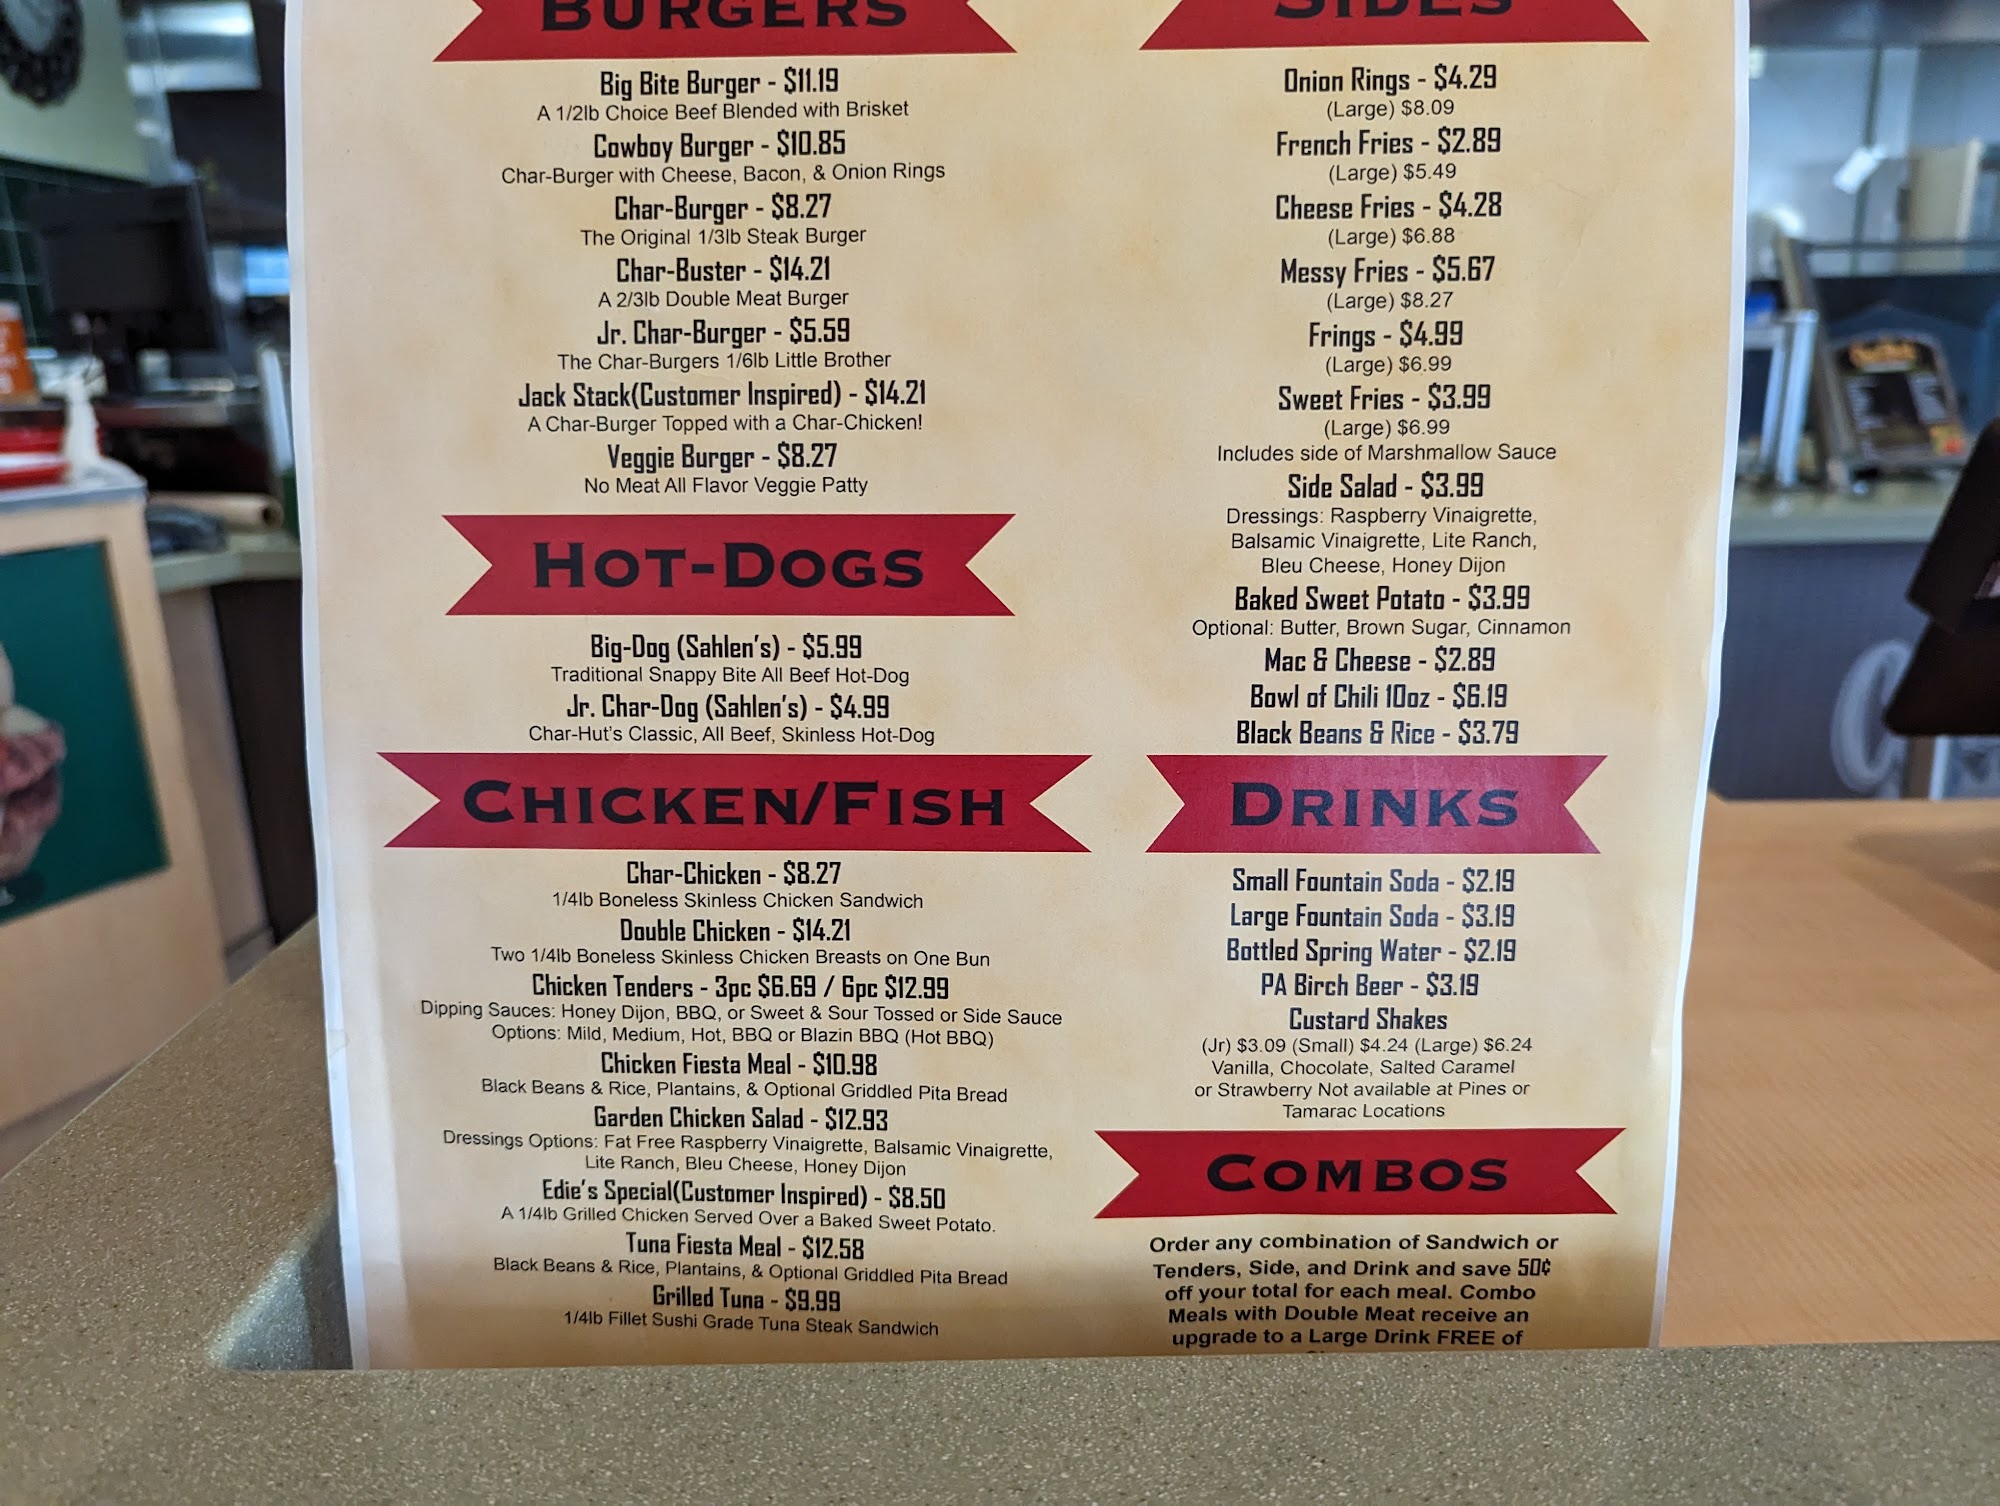 BURGERS
Big Bite Burger - $11.19
A 1/2lb Choice Beef Blended with Brisket
Cowboy Burger - $10.85
Char-Burger with Cheese, Bacon, & Onion Rings
Char-Burger - $8.27
The Original 1/3lb Steak Burger
Char-Buster - $14.21
A 2/3lb Double Meat Burger
Jr. Char-Burger - $5.59
The Char-Burgers 1/6lb Little Brother
Jack Stack(Customer Inspired) - $14.21
A Char-Burger Topped with a Char-Chicken!
Veggie Burger - $8.27
No Meat All Flavor Veggie Patty
HOT-DOGS
Big-Dog (Sahlen's) - $5.99
Traditional Snappy Bite All Beef Hot-Dog
Jr. Char-Dog (Sahlen's) - $4.99
Char-Hut's Classic, All Beef, Skinless Hot-Dog
CHICKEN/FISH
Char-Chicken - $8.27
1/4lb Boneless Skinless Chicken Sandwich
Double Chicken - $14.21
Two 1/4lb Boneless Skinless Chicken Breasts on One Bun
Chicken Tenders - 3pc $6.69 / 6pc $12.99
Dipping Sauces: Honey Dijon, BBQ, or Sweet & Sour Tossed or Side Sauce
Options: Mild, Medium, Hot, BBQ or Blazin BBQ (Hot BBQ)
Chicken Fiesta Meal - $10.98
Black Beans & Rice, Plantains, & Optional Griddled Pita Bread
Garden Chicken Salad - $12.93
Dressings Options: Fat Free Raspberry Vinaigrette, Balsamic Vinaigrette,
Lite Ranch, Bleu Cheese, Honey Dijon
Edie's Special(Customer Inspired) - $8.50
A 1/4lb Grilled Chicken Served Over a Baked Sweet Potato.
Tuna Fiesta Meal - $12.58
Black Beans & Rice, Plantains, & Optional Griddled Pita Bread
Grilled Tuna - $9.99
1/4lb Fillet Sushi Grade Tuna Steak Sandwich
SIDES
Onion Rings - $4.29
(Large) $8.09
French Fries - $2.89
(Large) $5.49
Cheese Fries - $4.28
(Large) $6.88
Messy Fries - $5.67
(Large) $8.27
Frings - $4.99
(Large) $6.99
Sweet Fries - $3.99
(Large) $6.99
Includes side of Marshmallow Sauce
Side Salad - $3.99
Dressings: Raspberry Vinaigrette,
Balsamic Vinaigrette, Lite Ranch,
Bleu Cheese, Honey Dijon
Baked Sweet Potato - $3.99
Optional: Butter, Brown Sugar, Cinnamon
Mac & Cheese - $2.89
Bowl of Chili 10oz - $6.19
Black Beans & Rice - $3.79
DRINKS
Small Fountain Soda - $2.19
Large Fountain Soda - $3.19
Bottled Spring Water - $2.19
PA Birch Beer - $3.19
Custard Shakes
(Jr) $3.09 (Small) $4.24 (Large) $6.24
Vanilla, Chocolate, Salted Caramel
or Strawberry Not available at Pines or
Tamarac Locations
COMBOS
Order any combination of Sandwich or
Tenders, Side, and Drink and save 50¢
off your total for each meal. Combo
Meals with Double Meat receive an
upgrade to a Large Drink FREE of